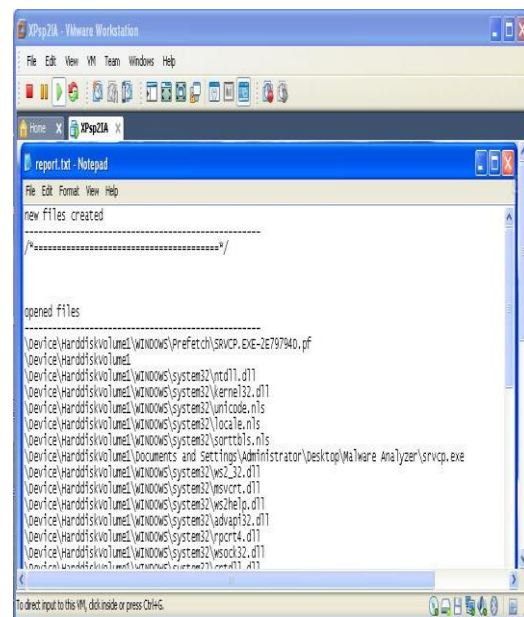 XPsp2IA - VMware Workstation
File Edit View VM Team Windows Help
Home X XPsp2IA X
report.txt - Notepad
File Edit Format View Help
new files created
--------------------------------------------------
/*========================================*/
opened files
--------------------------------------------------
\Device\HarddiskVolume1\WINDOWS\Prefetch\SRVCP.EXE-2E797940.pf
\Device\HarddiskVolume1
\Device\HarddiskVolume1\WINDOWS\system32\ntdll.dll
\Device\HarddiskVolume1\WINDOWS\system32\kernel32.dll
\Device\HarddiskVolume1\WINDOWS\system32\unicode.nls
\Device\HarddiskVolume1\WINDOWS\system32\locale.nls
\Device\HarddiskVolume1\WINDOWS\system32\sorttbls.nls
\Device\HarddiskVolume1\Documents and Settings\Administrator\Desktop\Malware Analyzer\srvcp.exe
\Device\HarddiskVolume1\WINDOWS\system32\ws2_32.dll
\Device\HarddiskVolume1\WINDOWS\system32\msvcrt.dll
\Device\HarddiskVolume1\WINDOWS\system32\ws2help.dll
\Device\HarddiskVolume1\WINDOWS\system32\advapi32.dll
\Device\HarddiskVolume1\WINDOWS\system32\rpcrt4.dll
\Device\HarddiskVolume1\WINDOWS\system32\wsock32.dll
\Device\HarddiskVolume1\WINDOWS\system32\crtdll.dll
To direct input to this VM, click inside or press Ctrl+G.